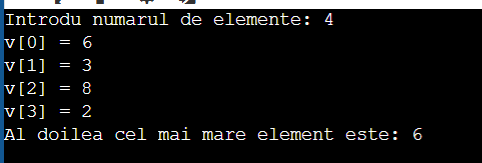 Introdu numarul de elemente: 4
v[0] = 6
v[1] = 3
v[2] = 8
v[3] = 2
Al doilea cel mai mare element este: 6